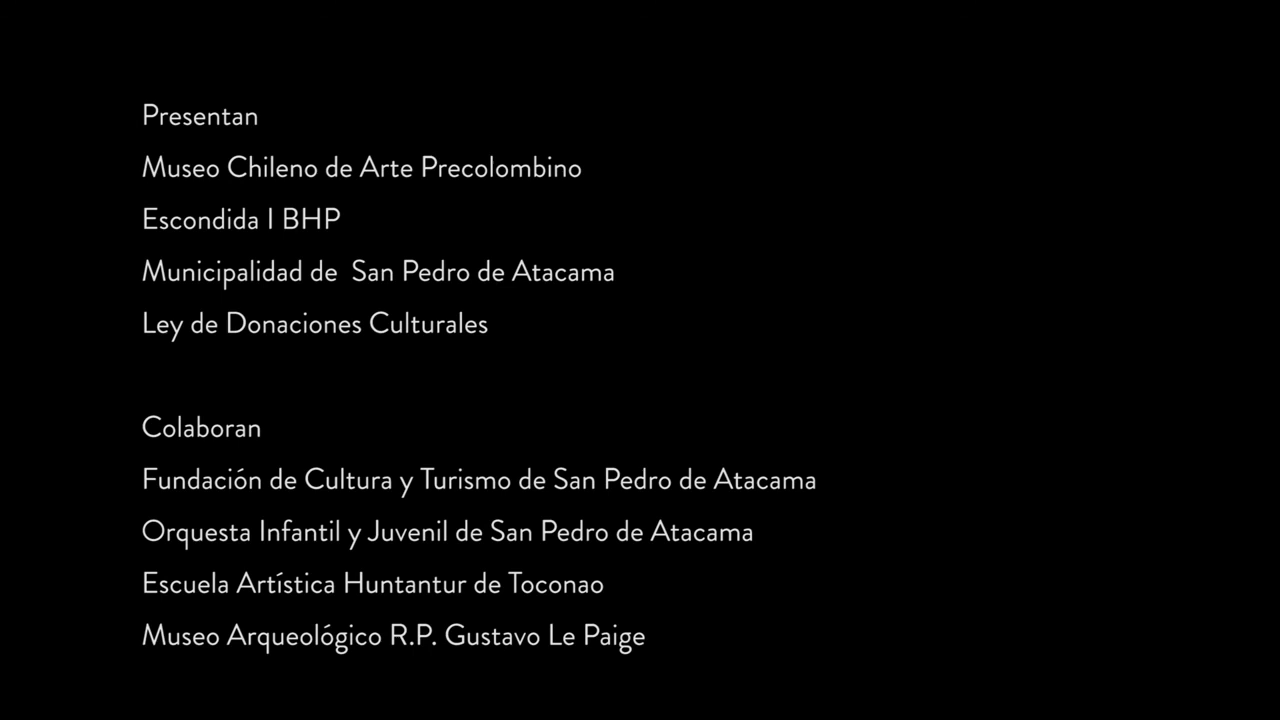 Presentan
Museo Chileno de Arte Precolombino
Escondida I BHP
Municipalidad de  San Pedro de Atacama
Ley de Donaciones Culturales
Colaboran
Fundación de Cultura y Turismo de San Pedro de Atacama
Orquesta Infantil y Juvenil de San Pedro de Atacama
Escuela Artística Huntantur de Toconao
Museo Arqueológico R.P. Gustavo Le Paige